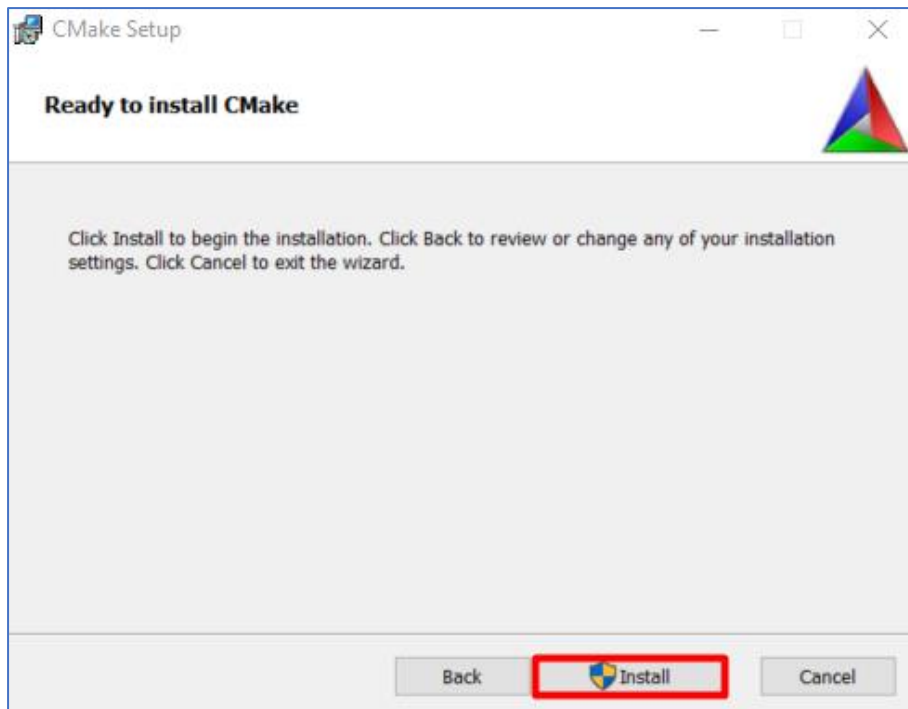 CMake Setup
Ready to install CMake
Click Install to begin the installation. Click Back to review or change any of your installation
settings. Click Cancel to exit the wizard.
Back
Install
Cancel